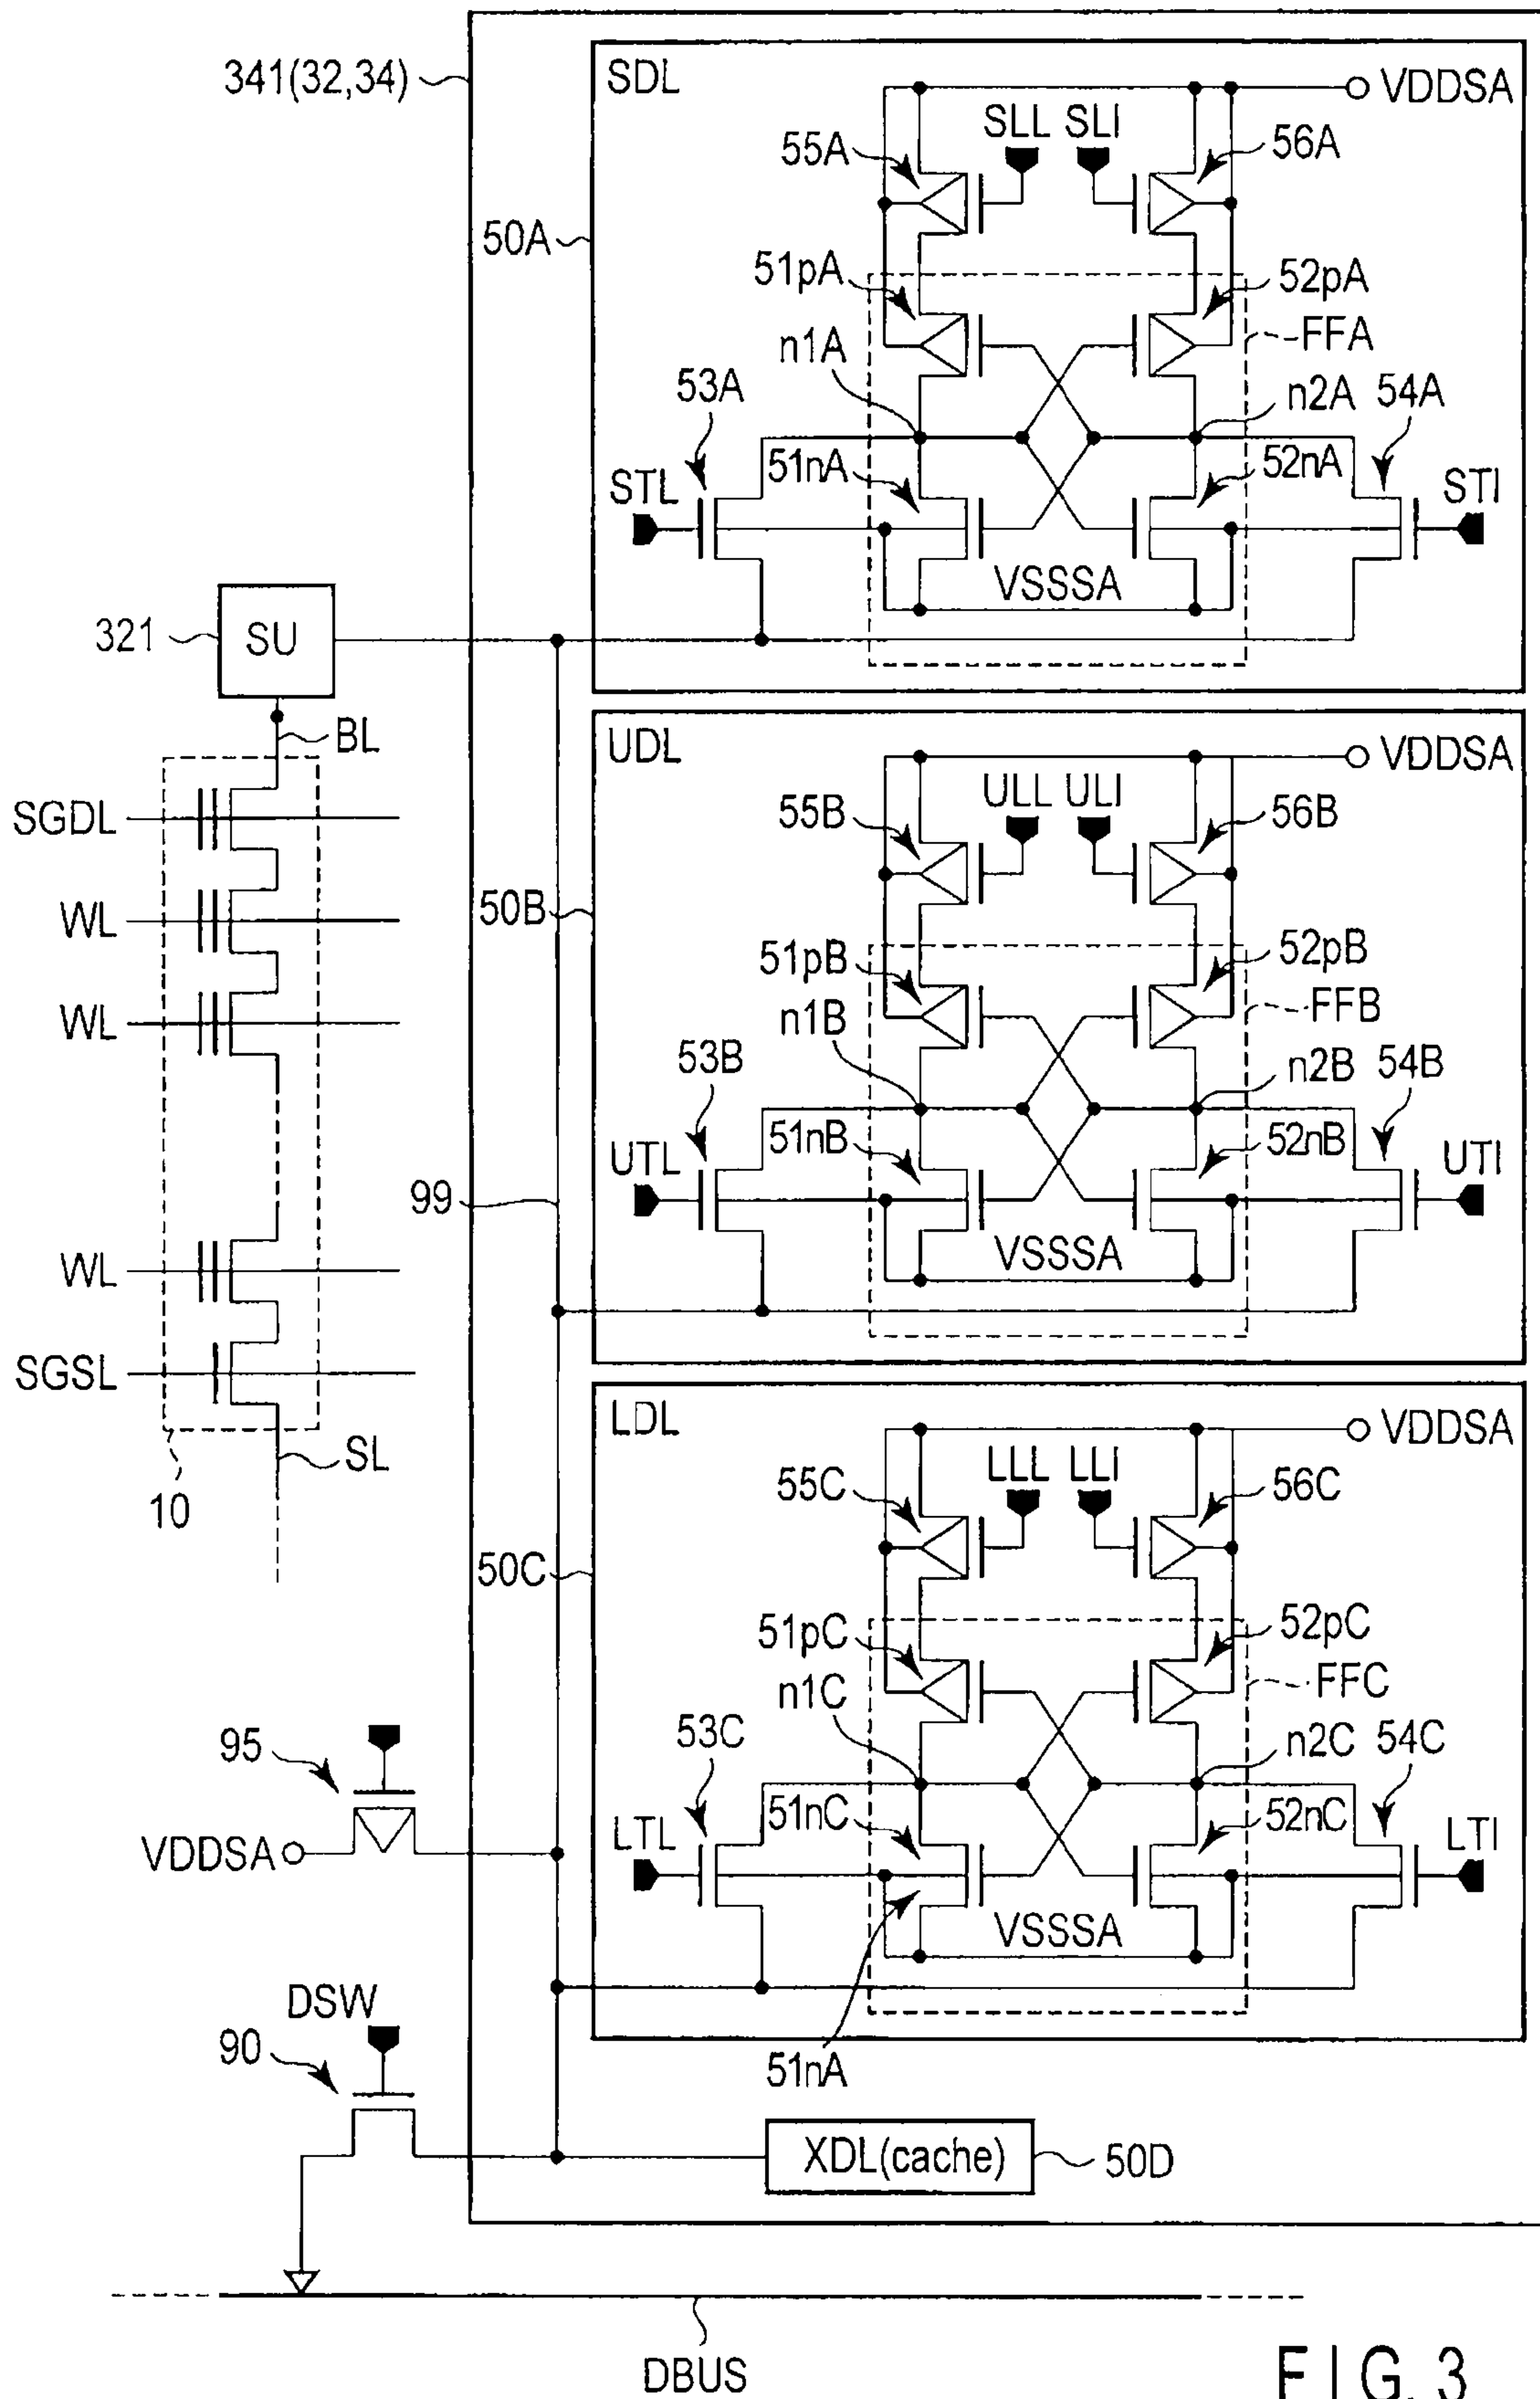 341(32,34)
SDL
VDDSA
SLL SLI
55A
56A
50A
51pA
52pA
FFA
n1A
53A
n2A 54A
51nA
52nA
STL
STI
VSSSA
321
SU
BL
UDL
VDDSA
ULL ULI
55B
56B
SGDL
50B
WL
51pB
52pB
WL
n1B
FFB
53B
n2B 54B
51nB
52nB
UTL
UTI
99
VSSSA
WL
SGSL
LDL
VDDSA
SL
LLL LLI
55C
56C
10
50C
51pC
52pC
n1C
FFC
95
53C
n2C 54C
51nC
52nC
VDDSA
LTL
LTI
VSSSA
DSW
90
51nA
XDL(cache)
50D
DBUS
FIG. 3